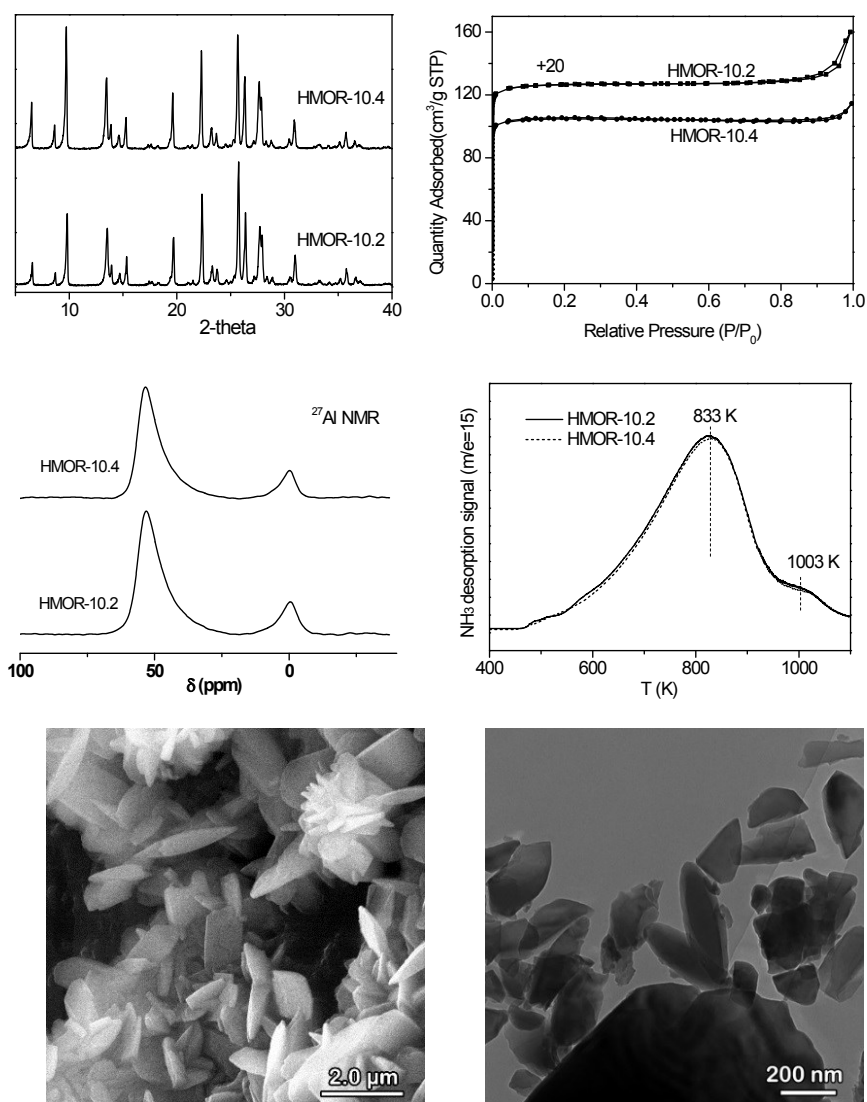 HMOR-10.4
HMOR-10.2
10 20 30 40
2-theta
160
120
80
40
0
Quantity Adsorbed(cm³/g STP)
+20
HMOR-10.2
HMOR-10.4
0.0 0.2 0.4 0.6 0.8 1.0
Relative Pressure (P/P₀)
²⁷Al NMR
HMOR-10.4
HMOR-10.2
100 50 0
δ (ppm)
NH₃ desorption signal (m/e=15)
HMOR-10.2
HMOR-10.4
833 K
1003 K
400 600 800 1000
T (K)
2.0 μm
200 nm